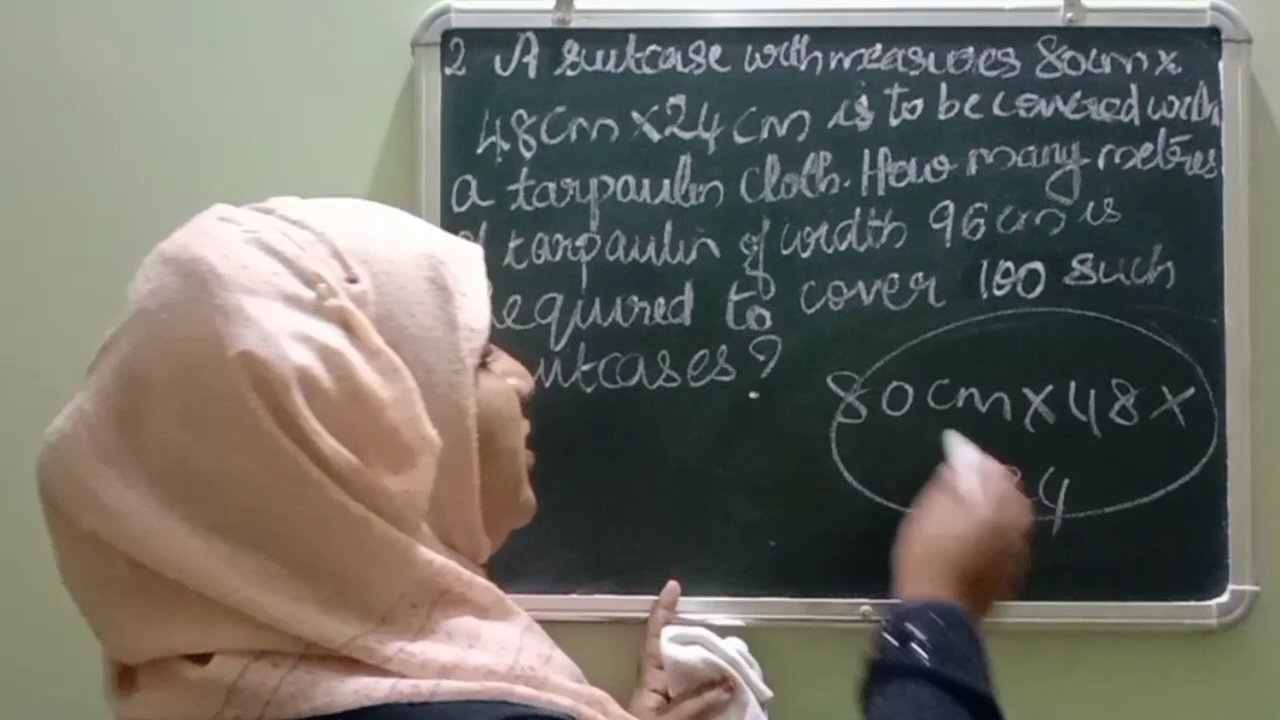 2 A suitcase with measures 80cm x
48cm x 24 cm is to be covered with
a tarpaulin cloth. How many metres
tarpaulin of width 96 cm is
required to cover 100 such
suitcases?
80cm x 48 x
24